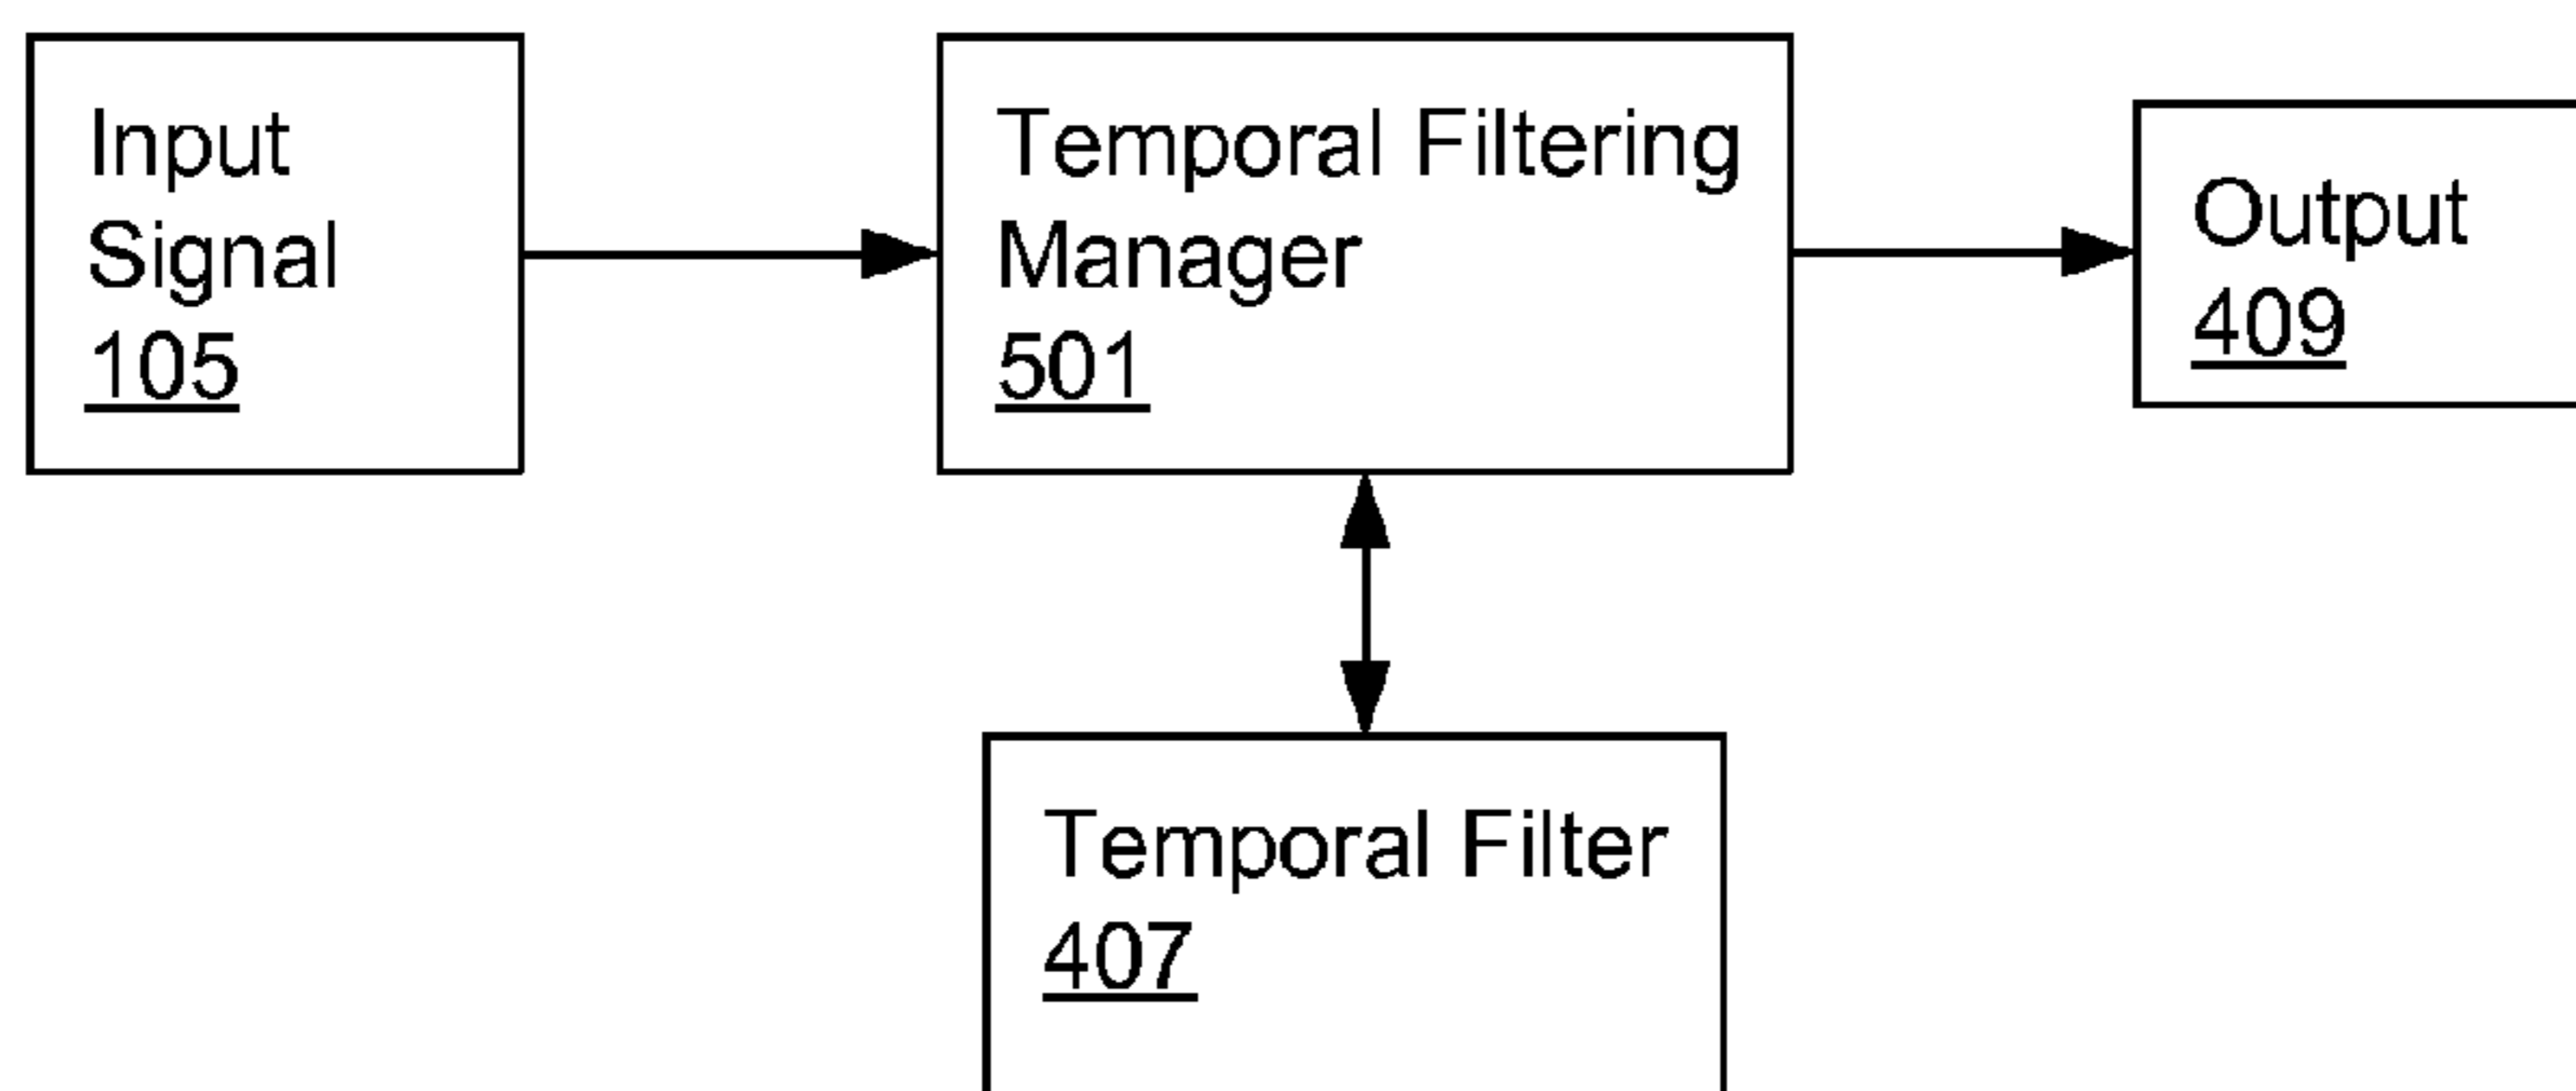 Input
Signal
105
Temporal Filtering
Manager
501
Output
409
Temporal Filter
407